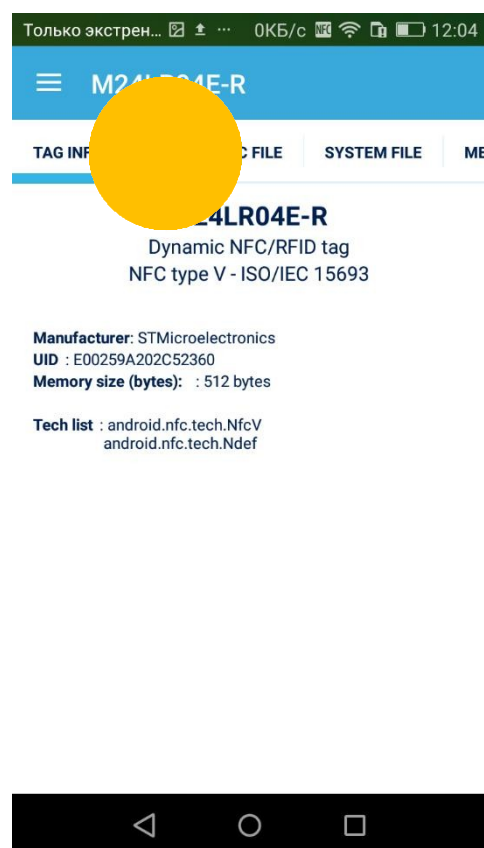 Только экстрен... ... 0КБ/с NFC 12:04
M24LR04E-R
TAG INF C FILE SYSTEM FILE ME
24LR04E-R
Dynamic NFC/RFID tag
NFC type V - ISO/IEC 15693
Manufacturer: STMicroelectronics
UID : E00259A202C52360
Memory size (bytes): : 512 bytes
Tech list : android.nfc.tech.NfcV
android.nfc.tech.Ndef